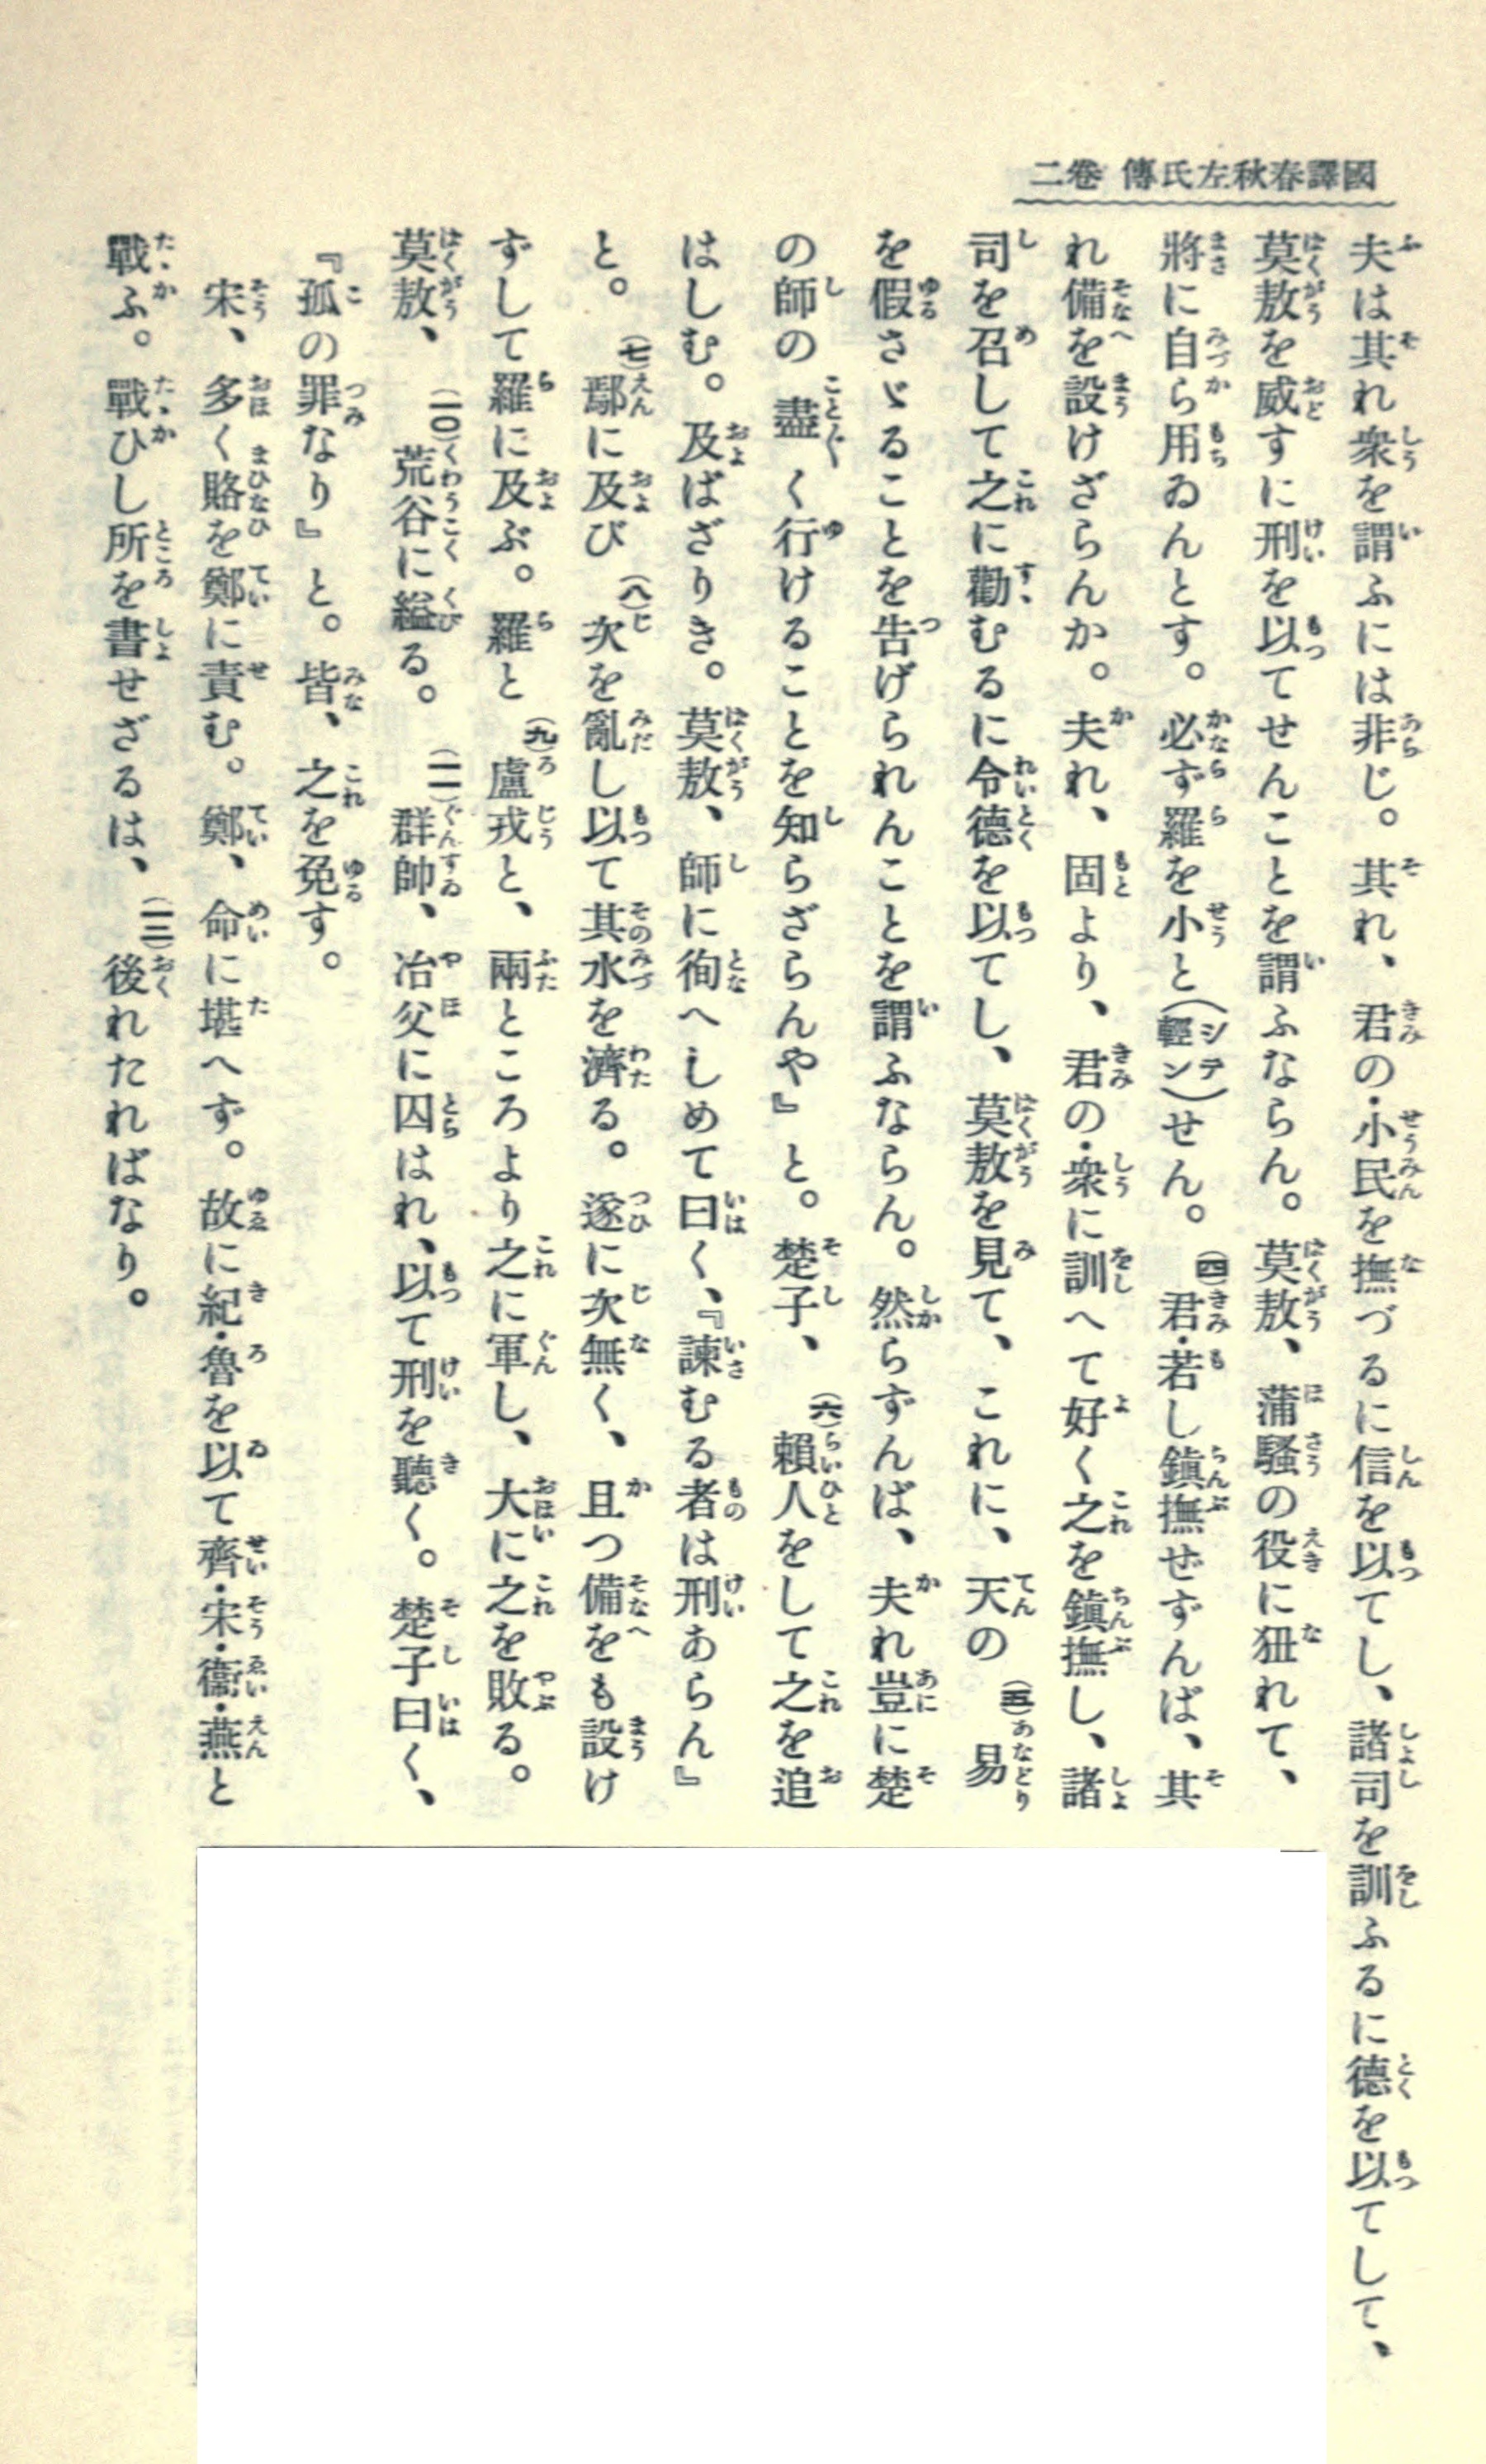 國譯春秋左氏傳 卷二
夫は其れ衆を謂ふには非じ。其れ、君の・小民を撫づるに信を以てし、諸司を訓ふるに德を以てして、
莫敖を威すに刑を以てせんことを謂ふならん。莫敖、蒲騷の役に狃れて、
將に自ら用ゐんとす。必ず羅を小と(輕ンシテ)せん。(四)君・若し鎭撫せずんば、其
れ備を設けざらんか。夫れ、固より、君の・衆に訓へて好く之を鎭撫し、諸
司を召して之に勸むるに令德を以てし、莫敖を見て、これに、天の(五)易
を假さゞることを告げられんことを謂ふならん。然らずんば、夫れ豈に楚
の師の盡く行けることを知らざらんや』と。楚子、(六)賴人をして之を追
はしむ。及ばざりき。莫敖、師に徇へしめて曰く、『諫むる者は刑あらん』
と。(七)鄢に及び(八)次を亂し以て其水を濟る。遂に次無く、且つ備をも設け
ずして羅に及ぶ。羅と(九)盧戎と、兩ところより之に軍し、大に之を敗る。
莫敖、(一〇)荒谷に縊る。(一一)群帥、冶父に囚はれ、以て刑を聽く。楚子曰く、
『孤の罪なり』と。皆、之を免す。
宋、多く賂を鄭に責む。鄭、命に堪へず。故に紀・魯を以て齊・宋・衞・燕と
戰ふ。戰ひし所を書せざるは、(一二)後れたればなり。